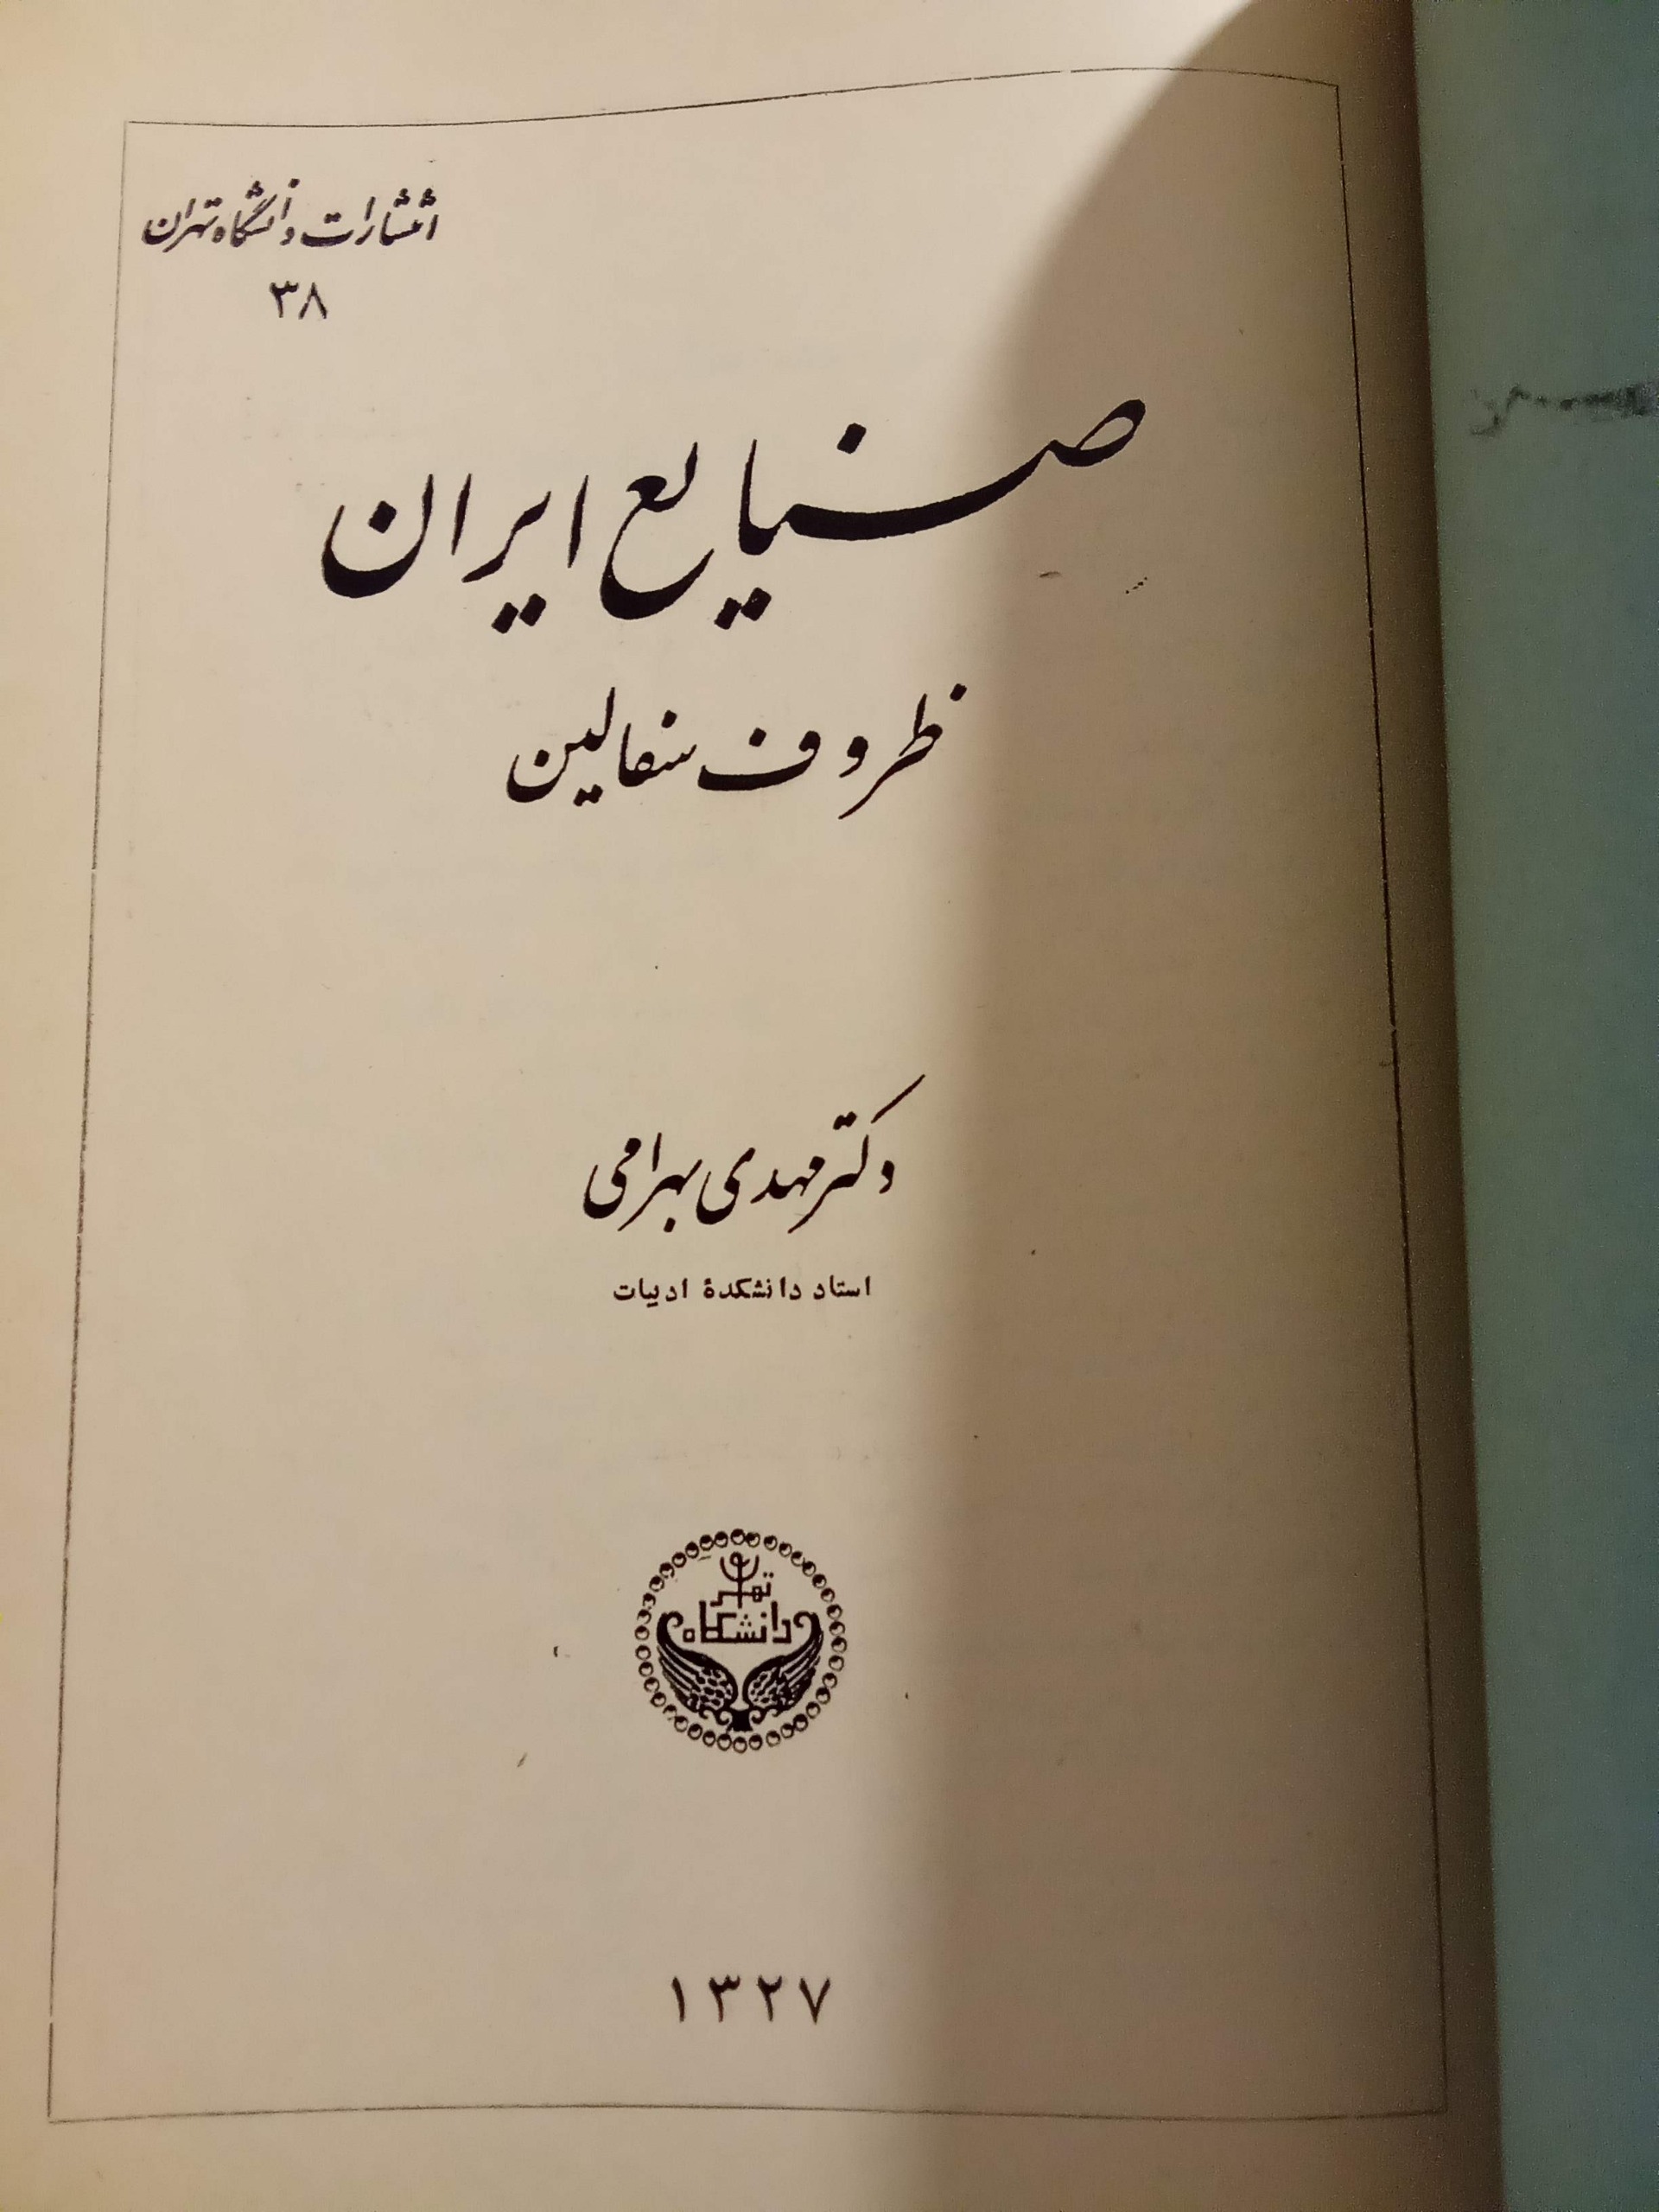 انتشارات دانشگاه تهران
۳۸
صنایع ایران
ظروف سفالین
دکتر مهدی بهرامی
استاد دانشکدهٔ ادبیات
دانشگاه تهران
۱۳۲۷